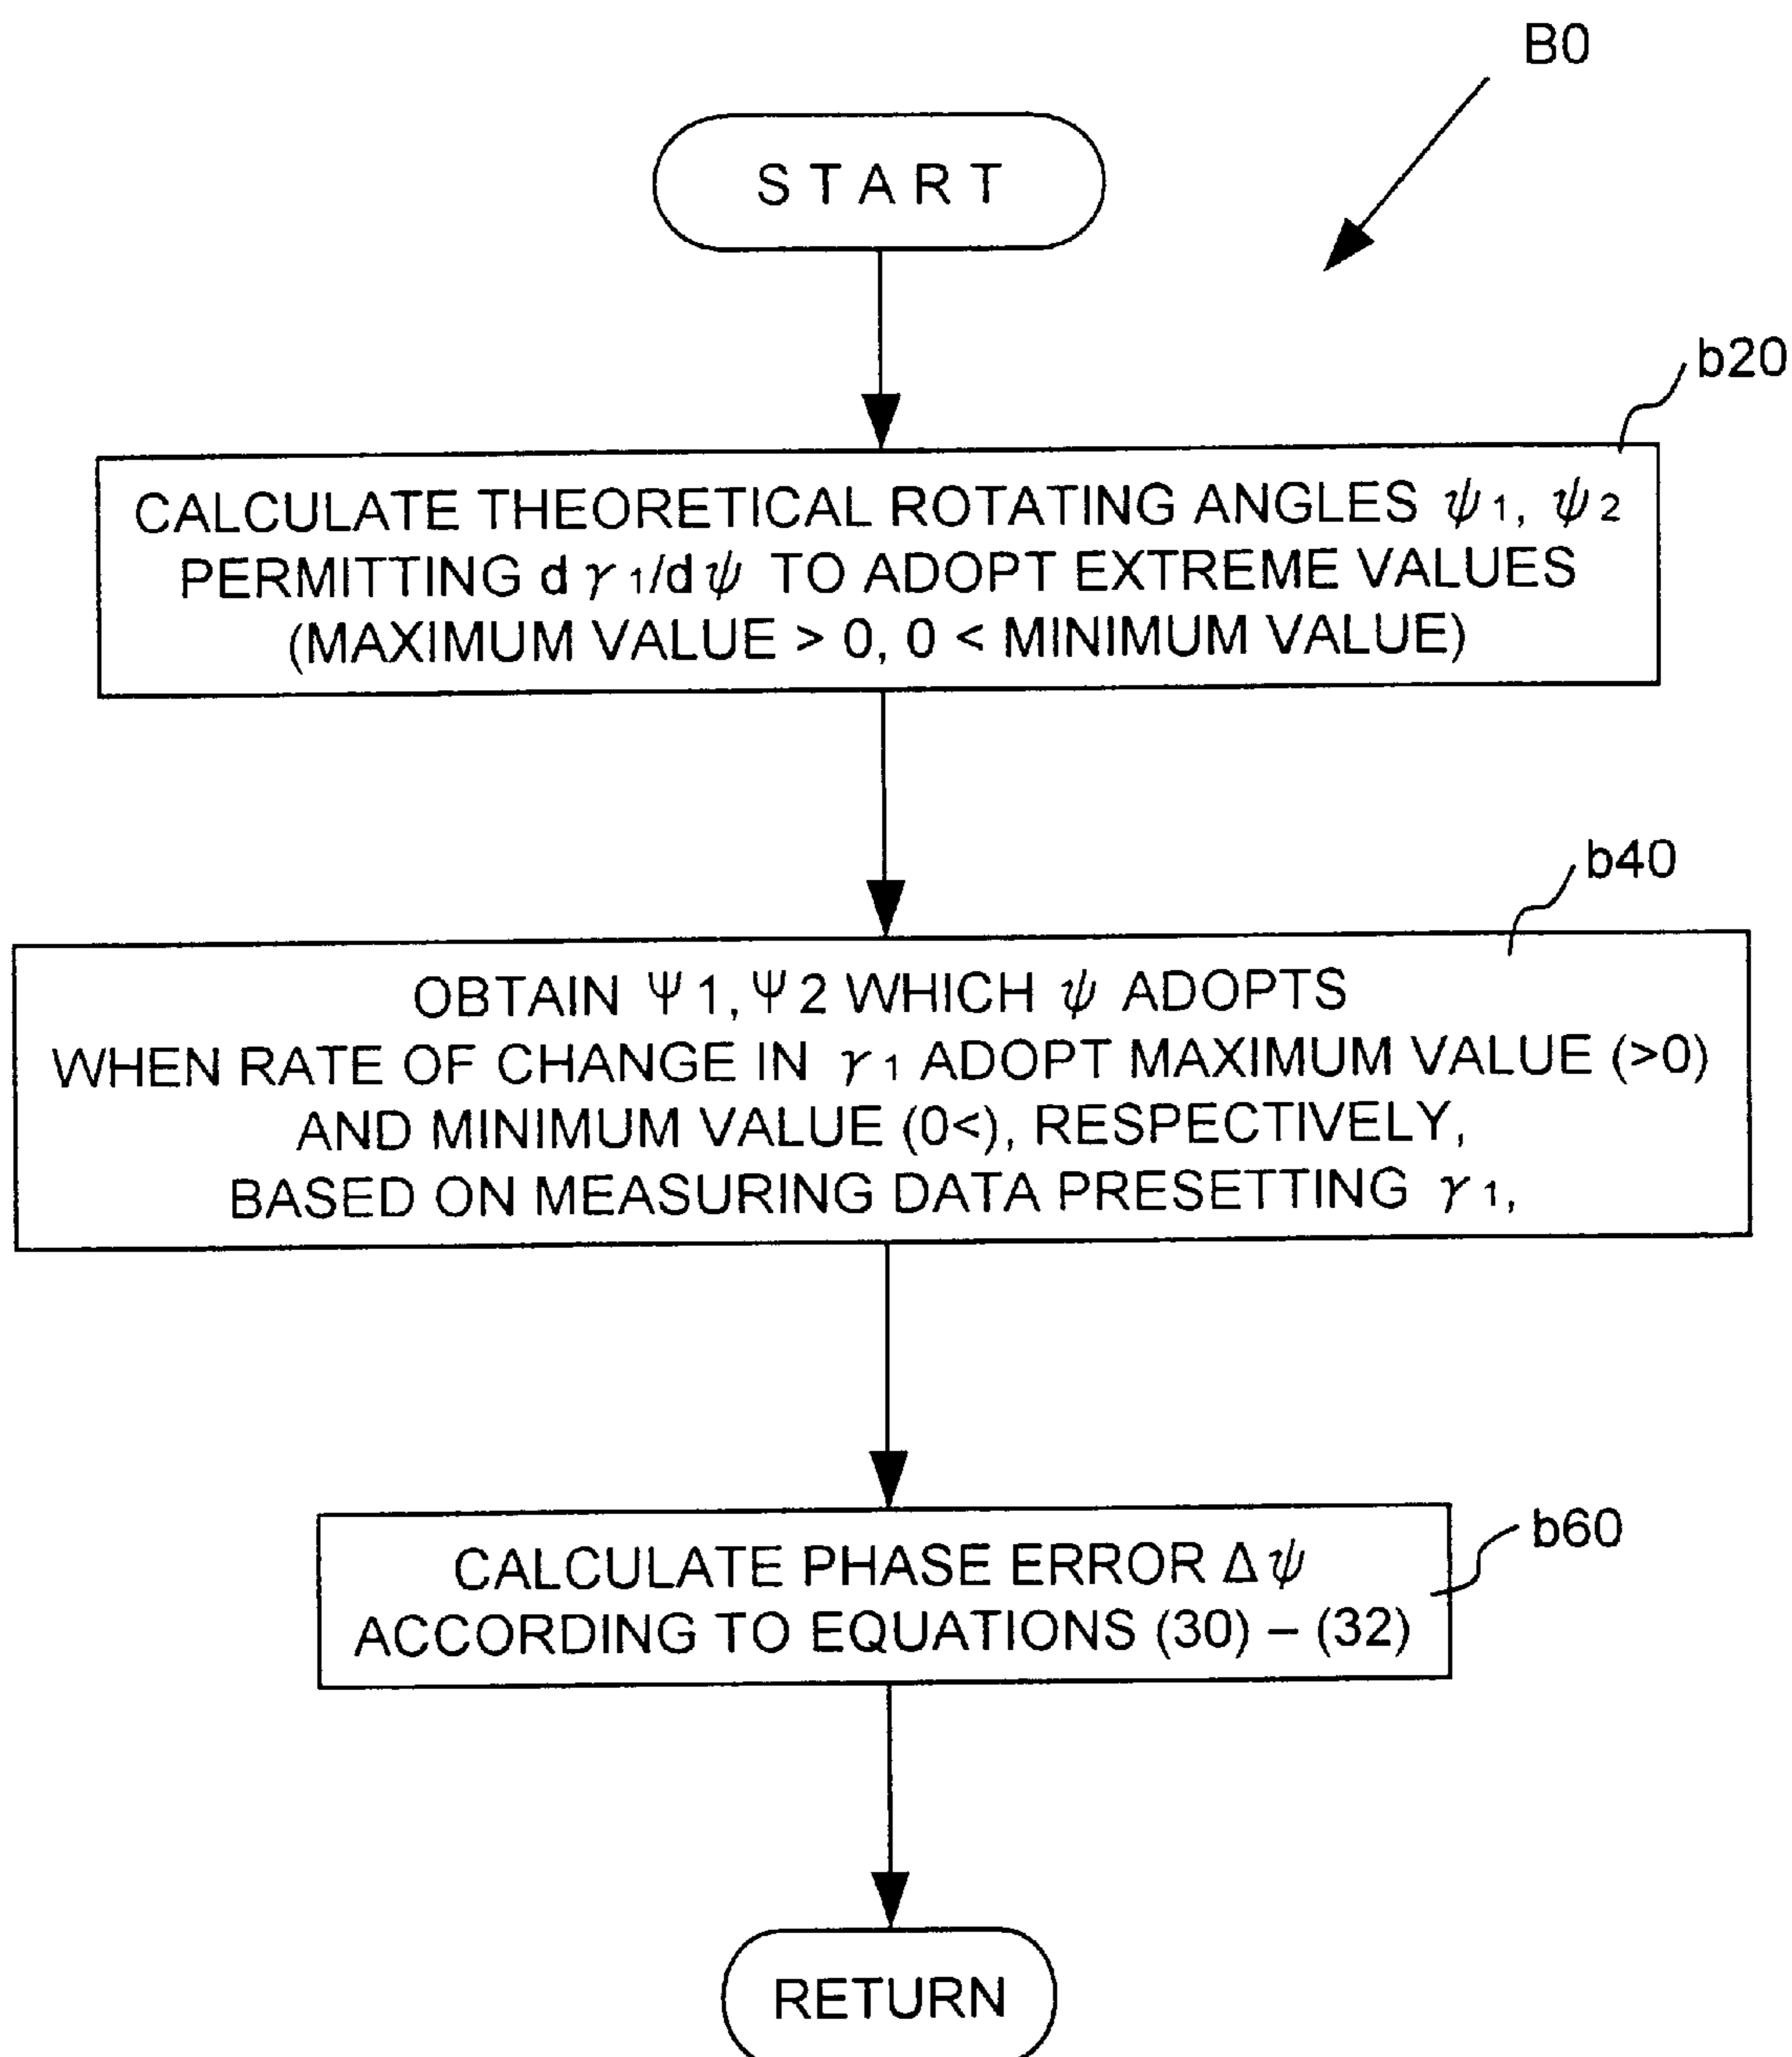 B0
START
b20
CALCULATE THEORETICAL ROTATING ANGLES ψ1, ψ2
PERMITTING dγ1/dψ TO ADOPT EXTREME VALUES
(MAXIMUM VALUE > 0, 0 < MINIMUM VALUE)
b40
OBTAIN Ψ1, Ψ2 WHICH ψ ADOPTS
WHEN RATE OF CHANGE IN γ1 ADOPT MAXIMUM VALUE (>0)
AND MINIMUM VALUE (0<), RESPECTIVELY,
BASED ON MEASURING DATA PRESETTING γ1,
b60
CALCULATE PHASE ERROR Δψ
ACCORDING TO EQUATIONS (30) – (32)
RETURN